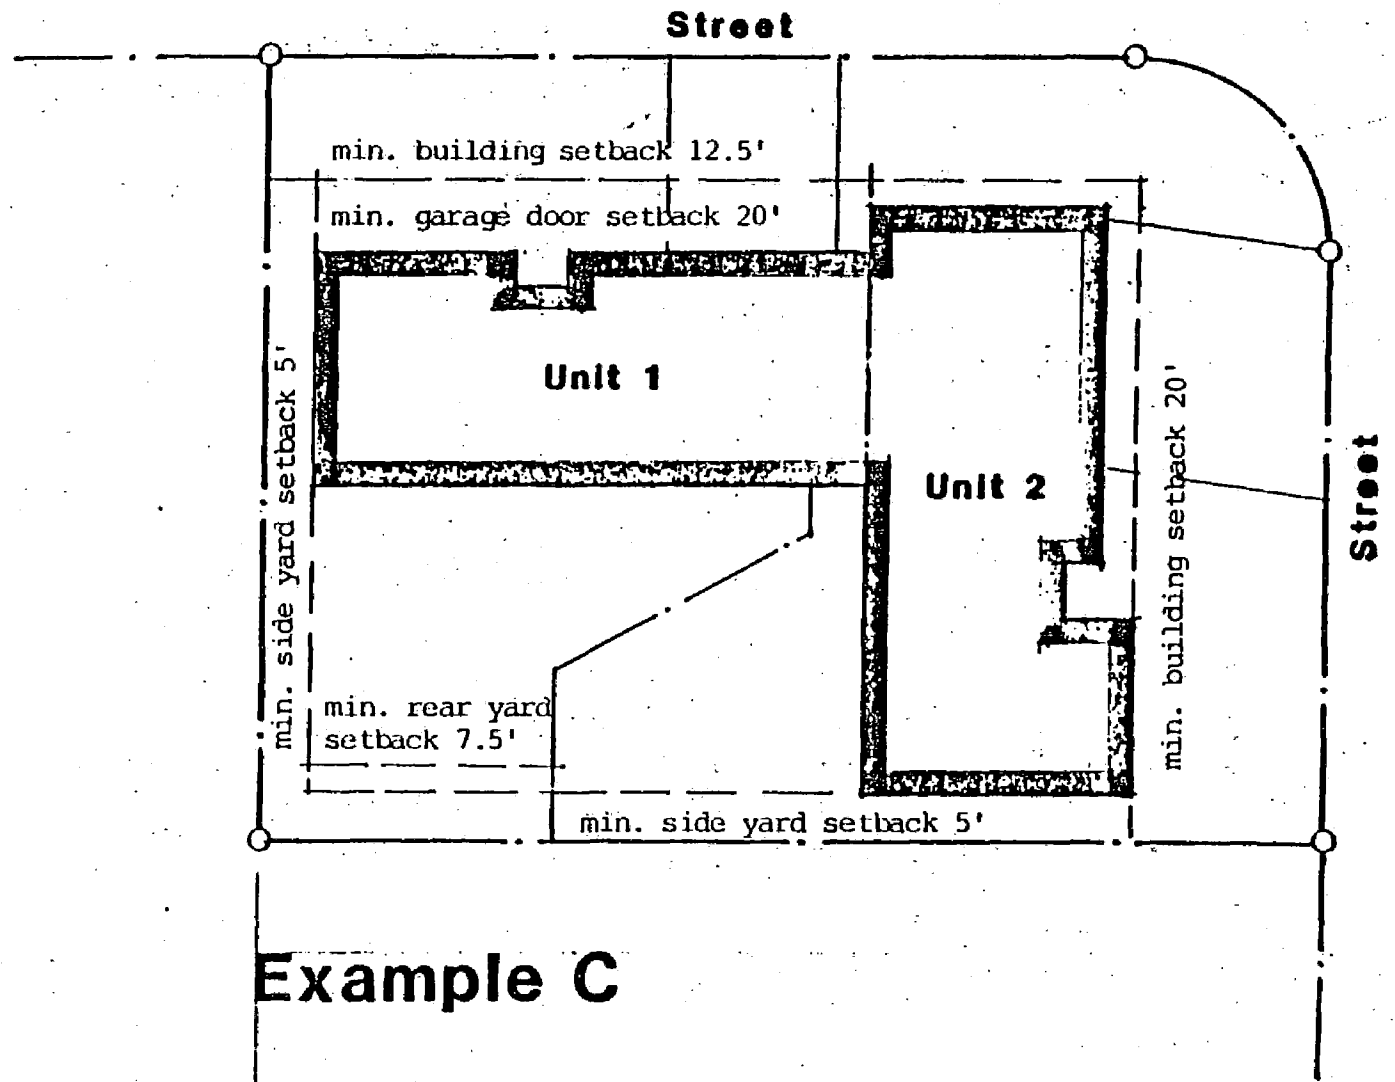 Street
min. building setback 12.5'
min. garage door setback 20'
Unit 1
min. side yard setback 5'
Unit 2
min. building setback 20'
Street
min. rear yard
setback 7.5'
min. side yard setback 5'
Example C